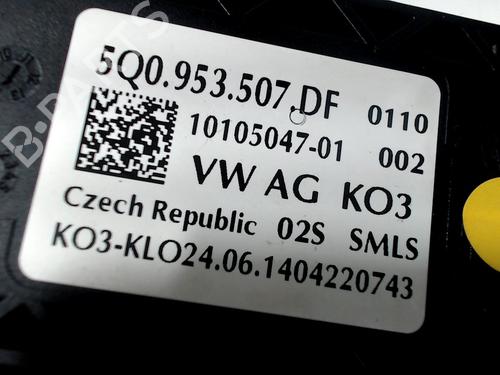 5Q0.953.507.DF 0110
10105047-01 002
VW AG KO3
Czech Republic 02S SMLS
KO3-KLO24.06.1404220743
B-PARTS